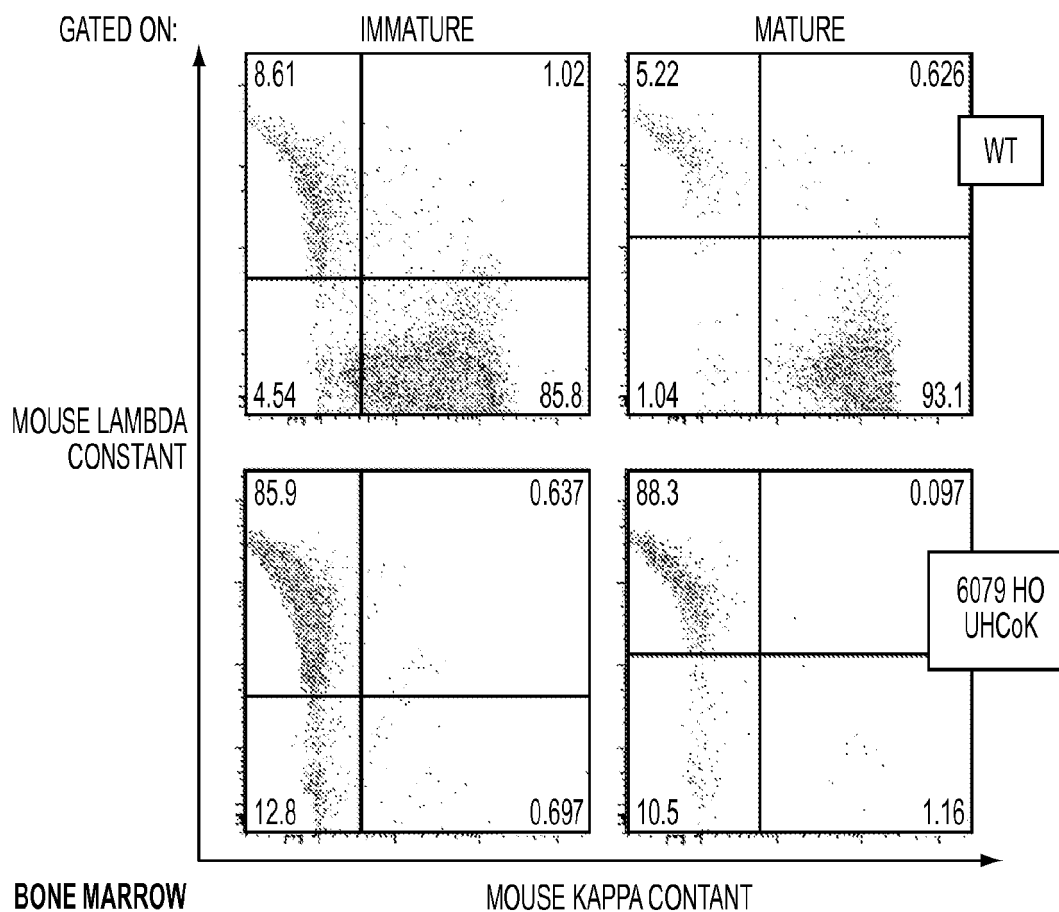 GATED ON:
IMMATURE
MATURE
8.61
1.02
4.54
85.8
5.22
0.626
1.04
93.1
WT
MOUSE LAMBDA
CONSTANT
85.9
0.637
12.8
0.697
88.3
0.097
10.5
1.16
6079 HO
UHCoK
BONE MARROW
MOUSE KAPPA CONTANT